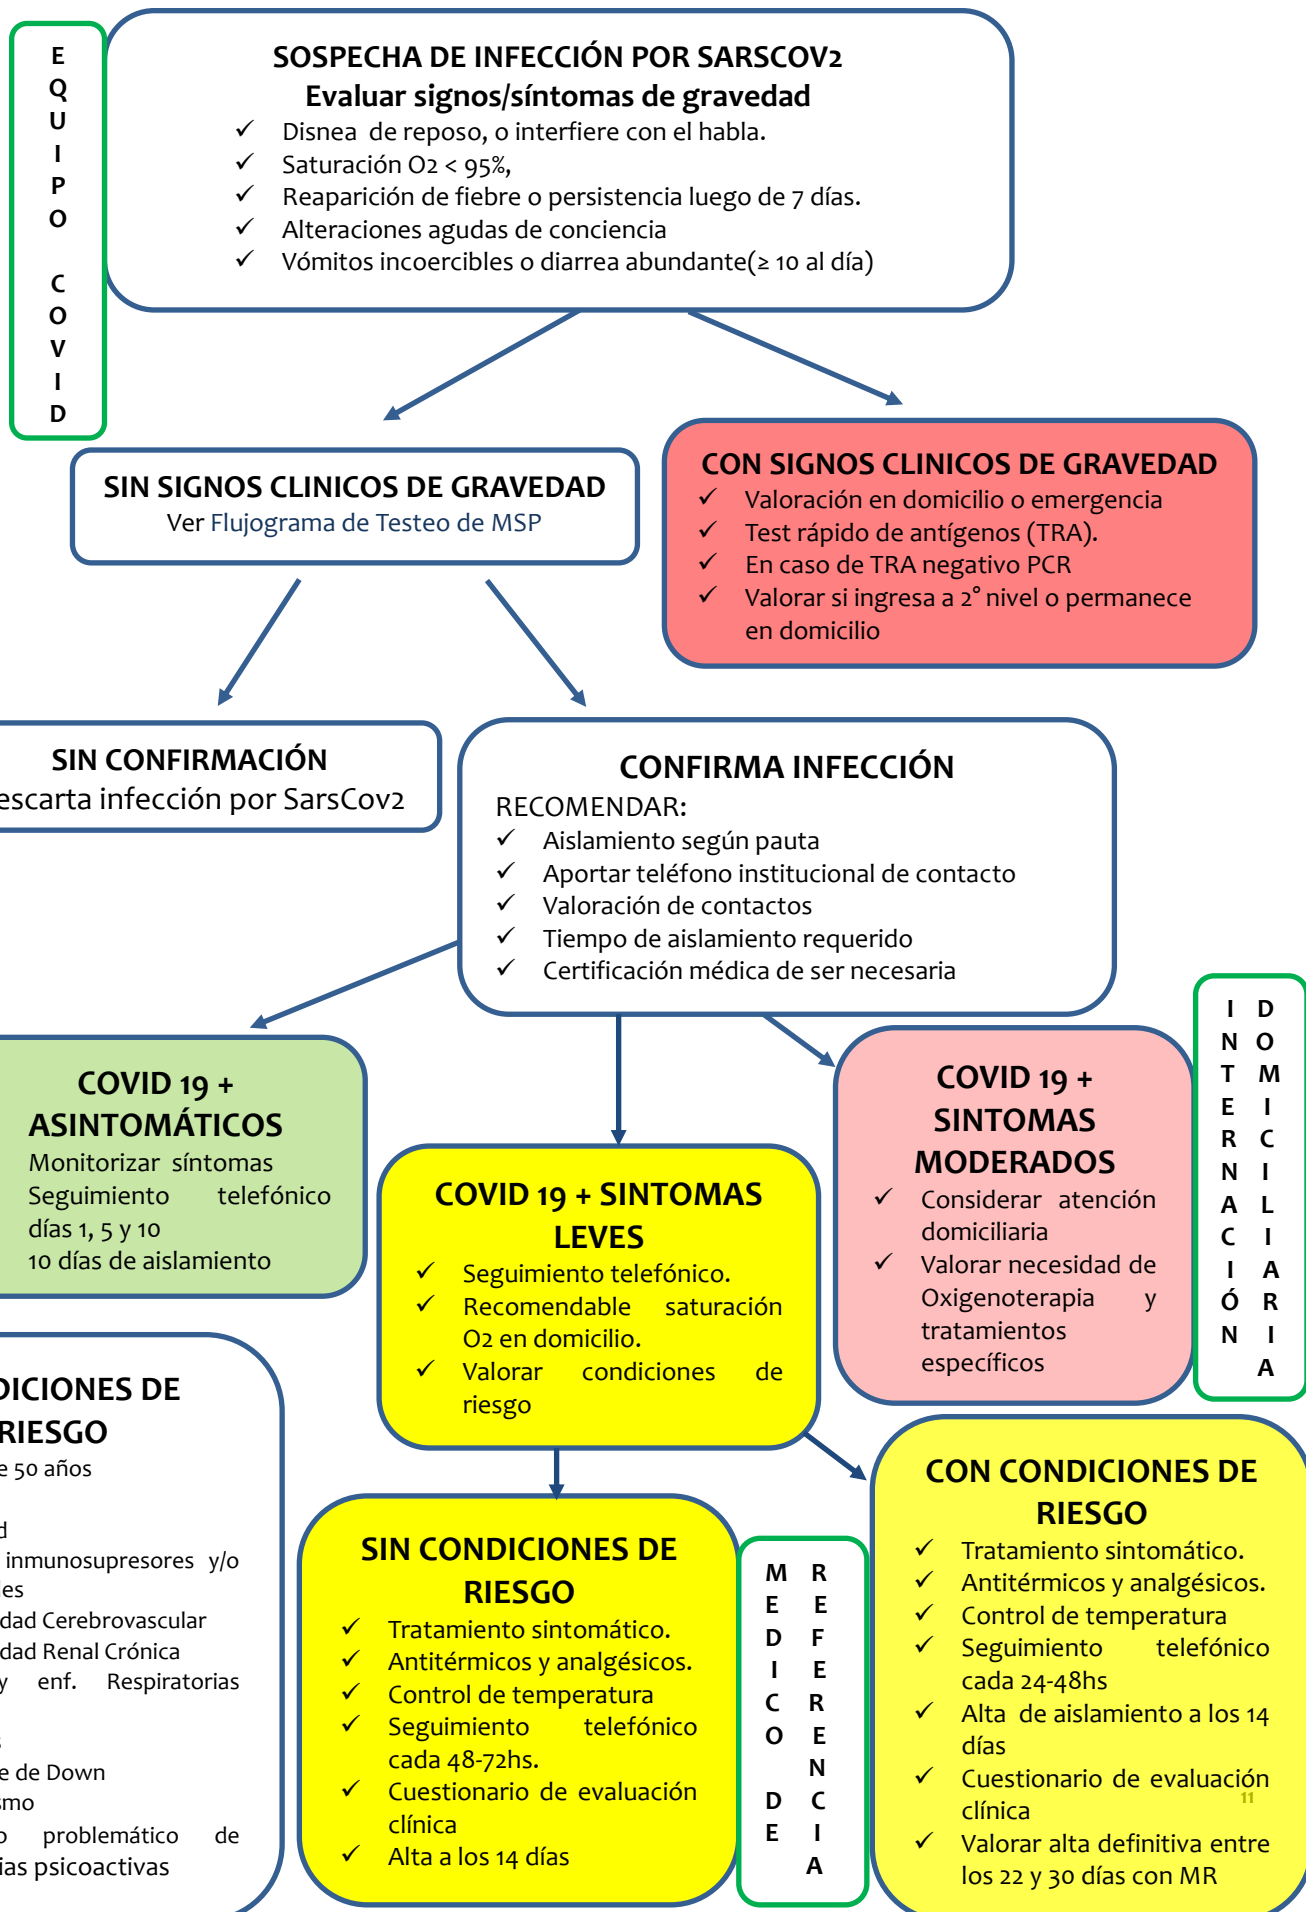 EQUIPO COVID
SOSPECHA DE INFECCIÓN POR SARSCOV2
Evaluar signos/síntomas de gravedad
✓ Disnea de reposo, o interfiere con el habla.
✓ Saturación O2 < 95%,
✓ Reaparición de fiebre o persistencia luego de 7 días.
✓ Alteraciones agudas de conciencia
✓ Vómitos incoercibles o diarrea abundante(≥ 10 al día)
SIN SIGNOS CLINICOS DE GRAVEDAD
Ver Flujograma de Testeo de MSP
CON SIGNOS CLINICOS DE GRAVEDAD
✓ Valoración en domicilio o emergencia
✓ Test rápido de antígenos (TRA).
✓ En caso de TRA negativo PCR
✓ Valorar si ingresa a 2° nivel o permanece
en domicilio
SIN CONFIRMACIÓN
escarta infección por SarsCov2
CONFIRMA INFECCIÓN
RECOMENDAR:
✓ Aislamiento según pauta
✓ Aportar teléfono institucional de contacto
✓ Valoración de contactos
✓ Tiempo de aislamiento requerido
✓ Certificación médica de ser necesaria
COVID 19 +
ASINTOMÁTICOS
Monitorizar síntomas
Seguimiento telefónico
días 1, 5 y 10
10 días de aislamiento
COVID 19 + SINTOMAS
LEVES
✓ Seguimiento telefónico.
✓ Recomendable saturación
O2 en domicilio.
✓ Valorar condiciones de
riesgo
COVID 19 +
SINTOMAS
MODERADOS
✓ Considerar atención
domiciliaria
✓ Valorar necesidad de
Oxigenoterapia y
tratamientos
específicos
INTERNACIÓN
DOMICILIARIA
DICIONES DE
RIESGO
e 50 años
d
inmunosupresores y/o
les
dad Cerebrovascular
dad Renal Crónica
y enf. Respiratorias
s
e de Down
smo
o problemático de
ias psicoactivas
SIN CONDICIONES DE
RIESGO
✓ Tratamiento sintomático.
✓ Antitérmicos y analgésicos.
✓ Control de temperatura
✓ Seguimiento telefónico
cada 48-72hs.
✓ Cuestionario de evaluación
clínica
✓ Alta a los 14 días
MEDICO DE
REFERENCIA
CON CONDICIONES DE
RIESGO
✓ Tratamiento sintomático.
✓ Antitérmicos y analgésicos.
✓ Control de temperatura
✓ Seguimiento telefónico
cada 24-48hs
✓ Alta de aislamiento a los 14
días
✓ Cuestionario de evaluación
clínica
✓ Valorar alta definitiva entre
los 22 y 30 días con MR
11